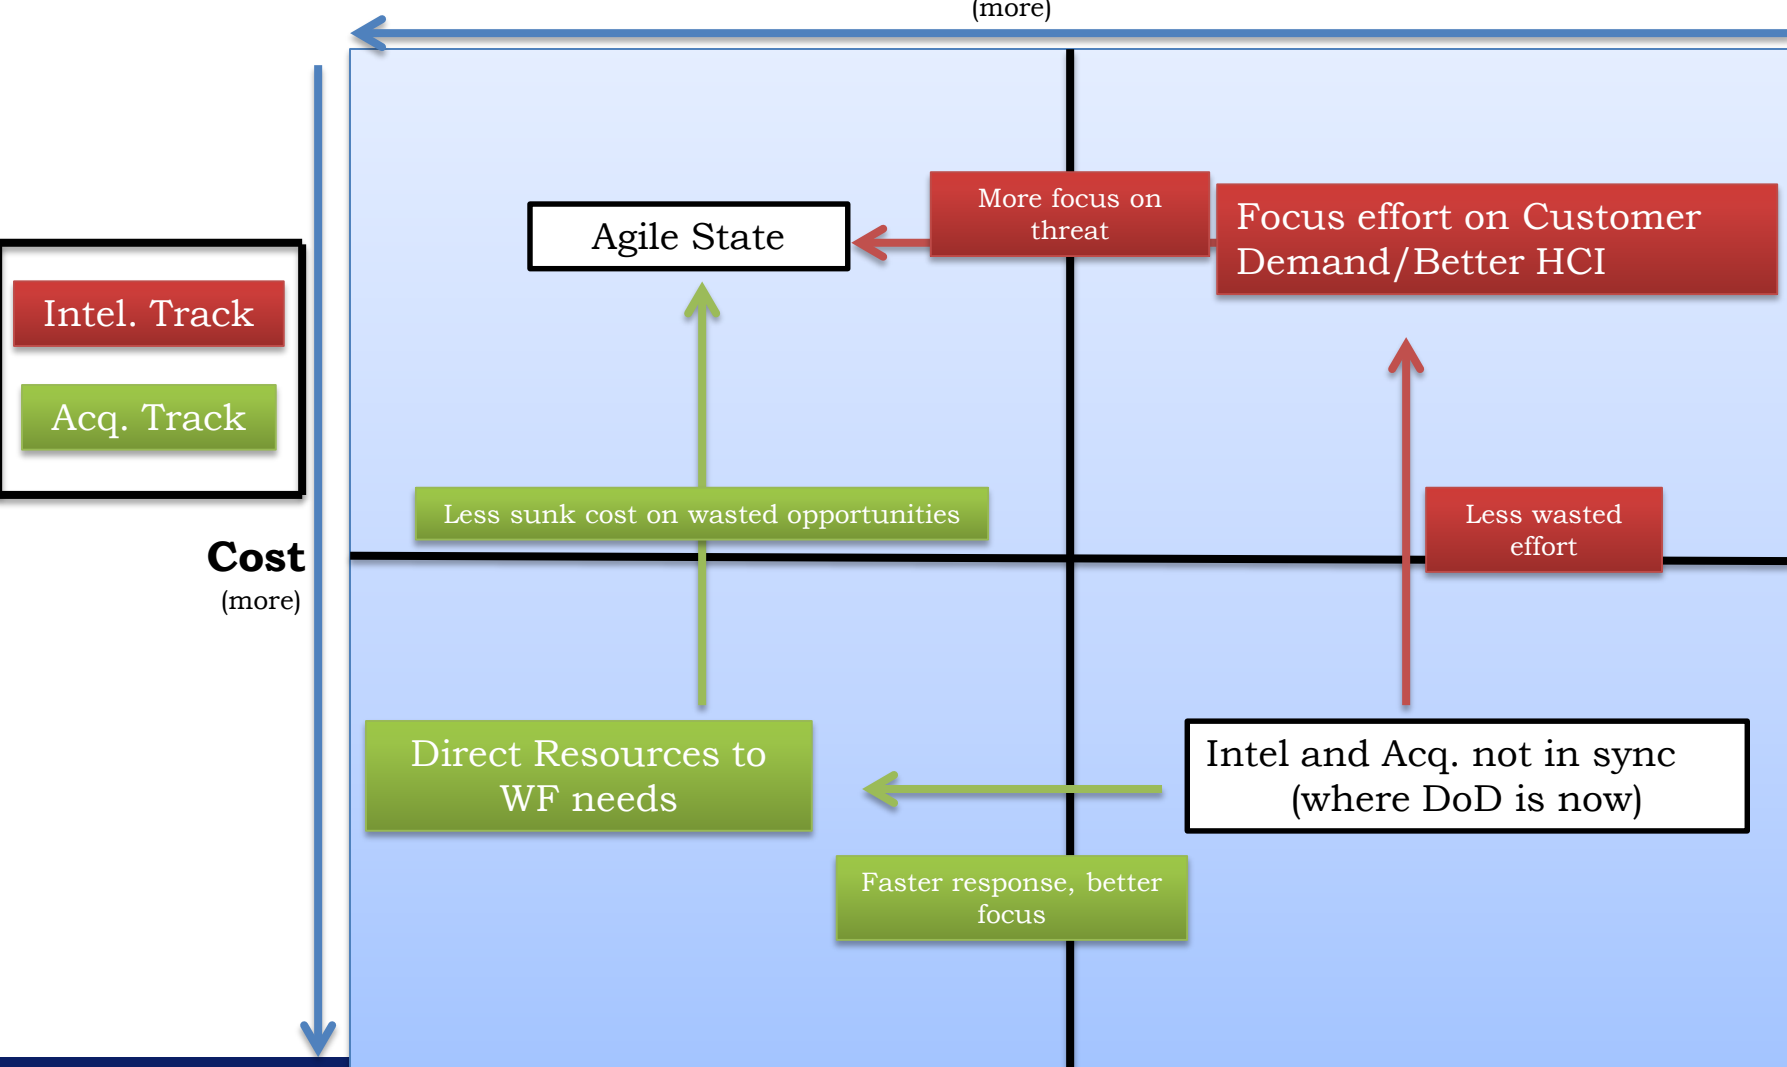 (more)
More focus on
threat
Focus effort on Customer
Demand/Better HCI
Agile State
Intel. Track
Acq. Track
Less sunk cost on wasted opportunities
Less wasted
effort
Cost
(more)
Direct Resources to
WF needs
Intel and Acq. not in sync
(where DoD is now)
Faster response, better
focus